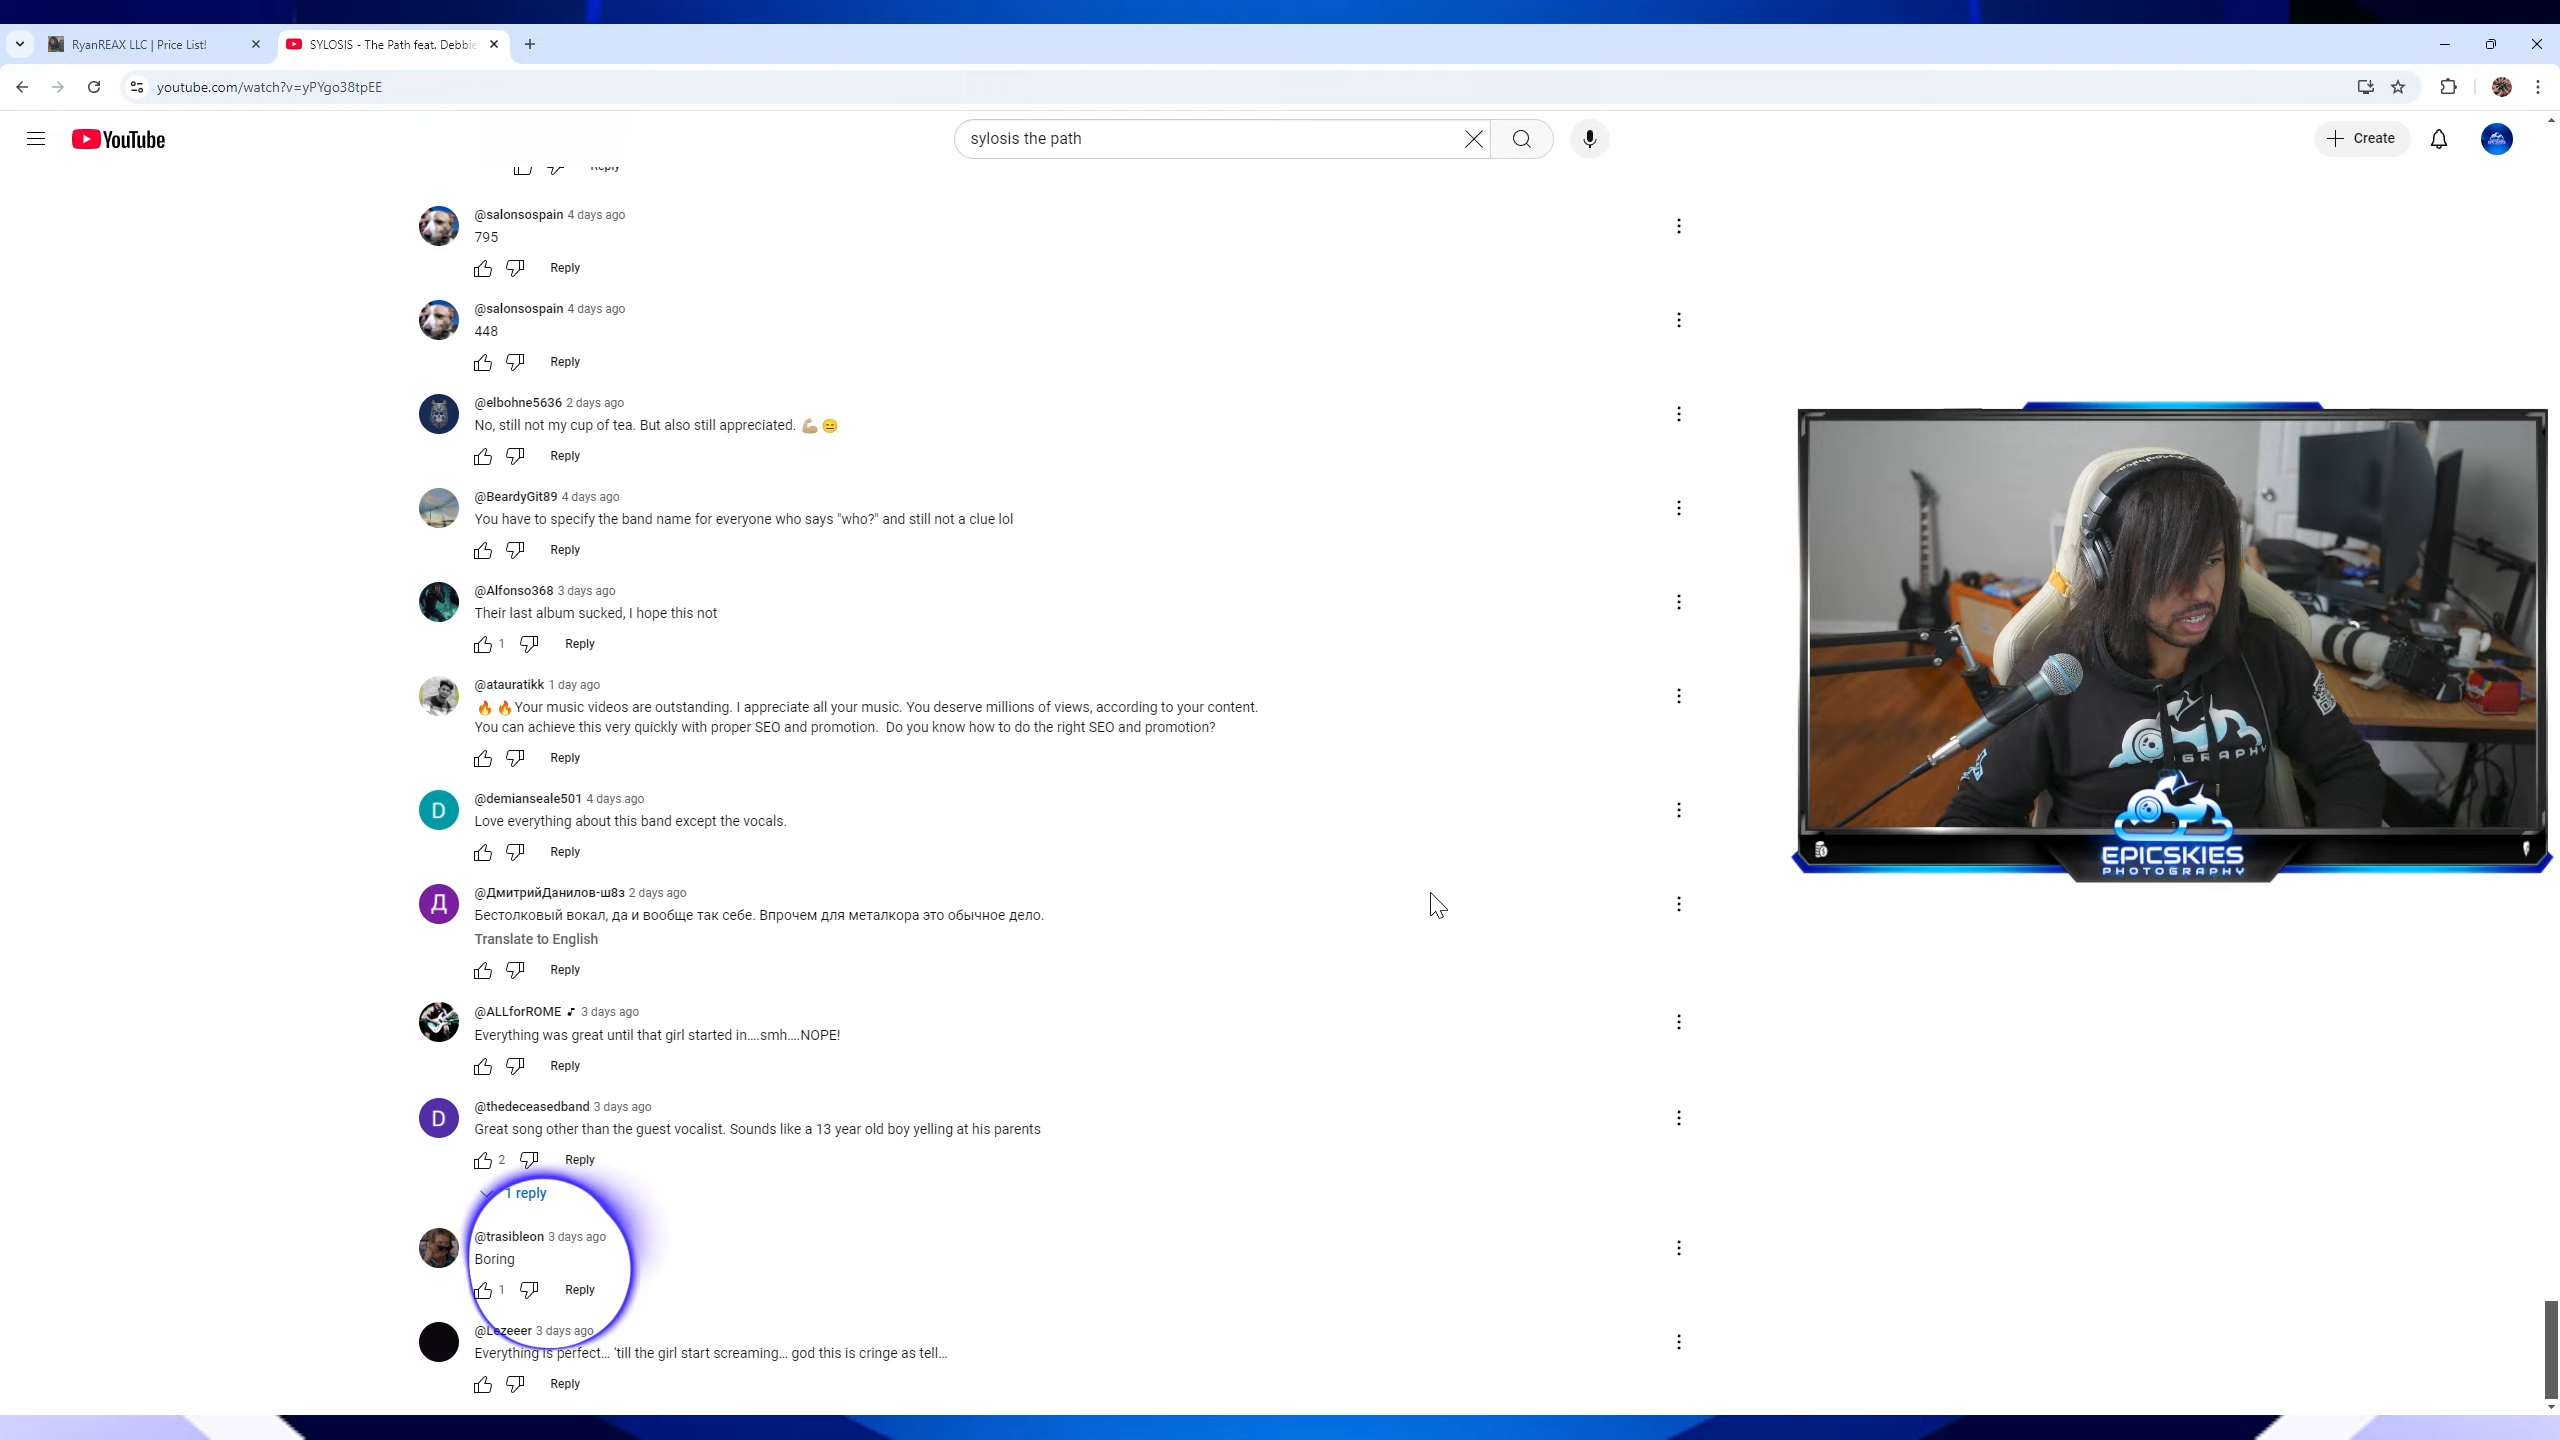 RyanREAX LLC | Price List!
SYLOSIS - The Path feat. Debbie
youtube.com/watch?v=yPYgo38tpEE
YouTube
sylosis the path
Create
Reply
@salonsospain 4 days ago
795
Reply
@salonsospain 4 days ago
448
Reply
@elbohne5636 2 days ago
No, still not my cup of tea. But also still appreciated. 💪🏼 😑
Reply
@BeardyGit89 4 days ago
You have to specify the band name for everyone who says "who?" and still not a clue lol
Reply
@Alfonso368 3 days ago
Their last album sucked, I hope this not
1 Reply
@atauratikk 1 day ago
🔥 🔥Your music videos are outstanding. I appreciate all your music. You deserve millions of views, according to your content.
You can achieve this very quickly with proper SEO and promotion.  Do you know how to do the right SEO and promotion?
Reply
D
@demianseale501 4 days ago
Love everything about this band except the vocals.
Reply
Д
@ДмитрийДанилов-ш8з 2 days ago
Бестолковый вокал, да и вообще так себе. Впрочем для металкора это обычное дело.
Translate to English
Reply
@ALLforROME 3 days ago
Everything was great until that girl started in....smh....NOPE!
Reply
D
@thedeceasedband 3 days ago
Great song other than the guest vocalist. Sounds like a 13 year old boy yelling at his parents
2 Reply
1 reply
@trasibleon 3 days ago
Boring
1 Reply
@Lezeeer 3 days ago
Everything is perfect... 'till the girl start screaming... god this is cringe as tell...
Reply
EPICSKIES
PHOTOGRAPHY